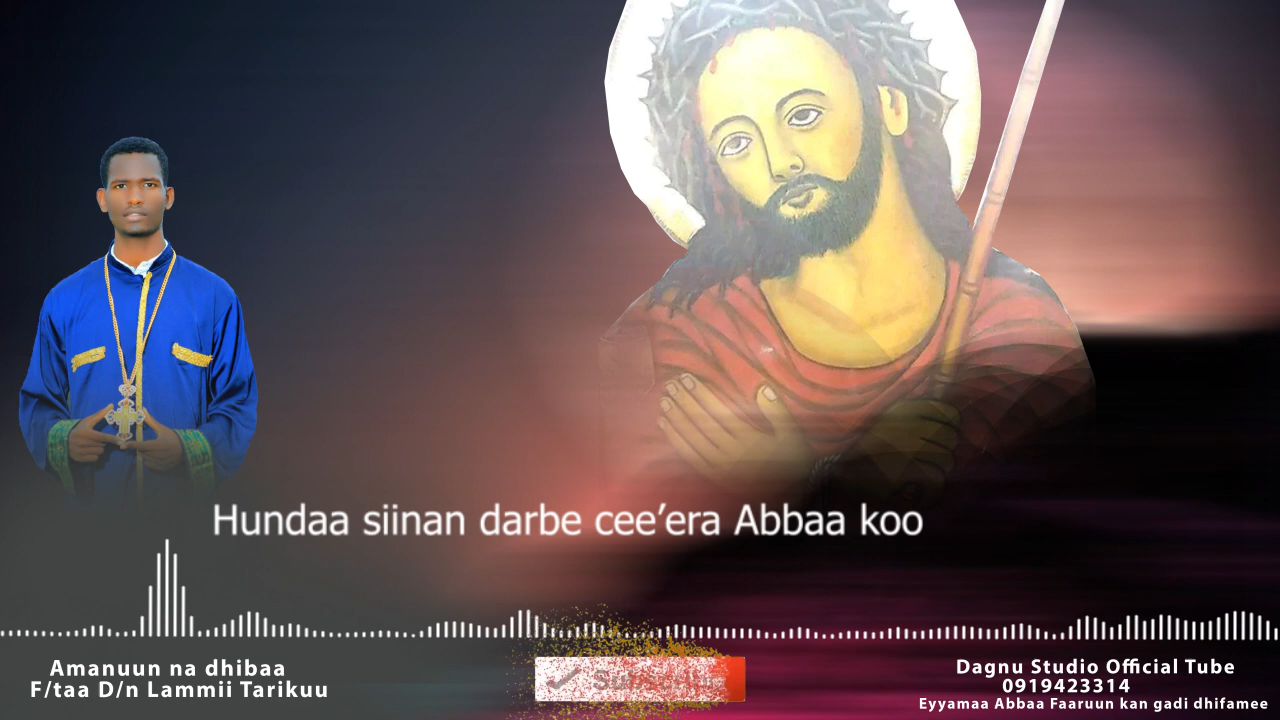 Hundaa siinan darbe cee'era Abbaa koo
Amanuun na dhibaa
F/taa D/n Lammii Tarikuu
Dagnu Studio Official Tube
0919423314
Eyyamaa Abbaa Faaruun kan gadi dhifamee